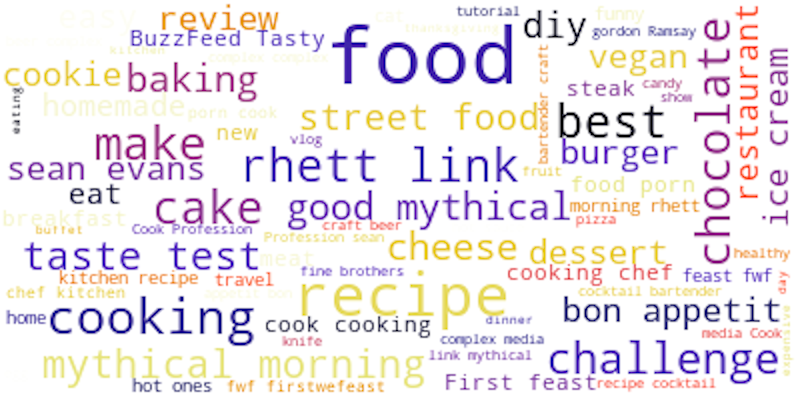 easy
review
cat
tutorial
diy
funny
thanksgiving
gordon Ramsay
BuzzFeed Tasty
food
kitchen
complex complex
vegan
chocolate
restaurant
ice cream
cookie
baking
steak
candy
show
bartender craft
eating
homemade
porn cook
street food
best
new
make
vlog
burger
sean evans
rhett link
fruit
eat
cake
good mythical
food porn
morning rhett
breakfast
pizza
buffet
Cook Profession
craft beer
Profession sean
cheese
dessert
healthy
taste test
meat
fine brothers
cooking chef
feast fwf
day
kitchen recipe
travel
chef kitchen
appetit bon
recipe
cocktail bartender
home
cooking
cook cooking
dinner
bon appetit
expensive
knife
complex media
media Cook
mythical morning
link mythical
challenge
hot ones
fwf firstwefeast
First feast
recipe cocktail